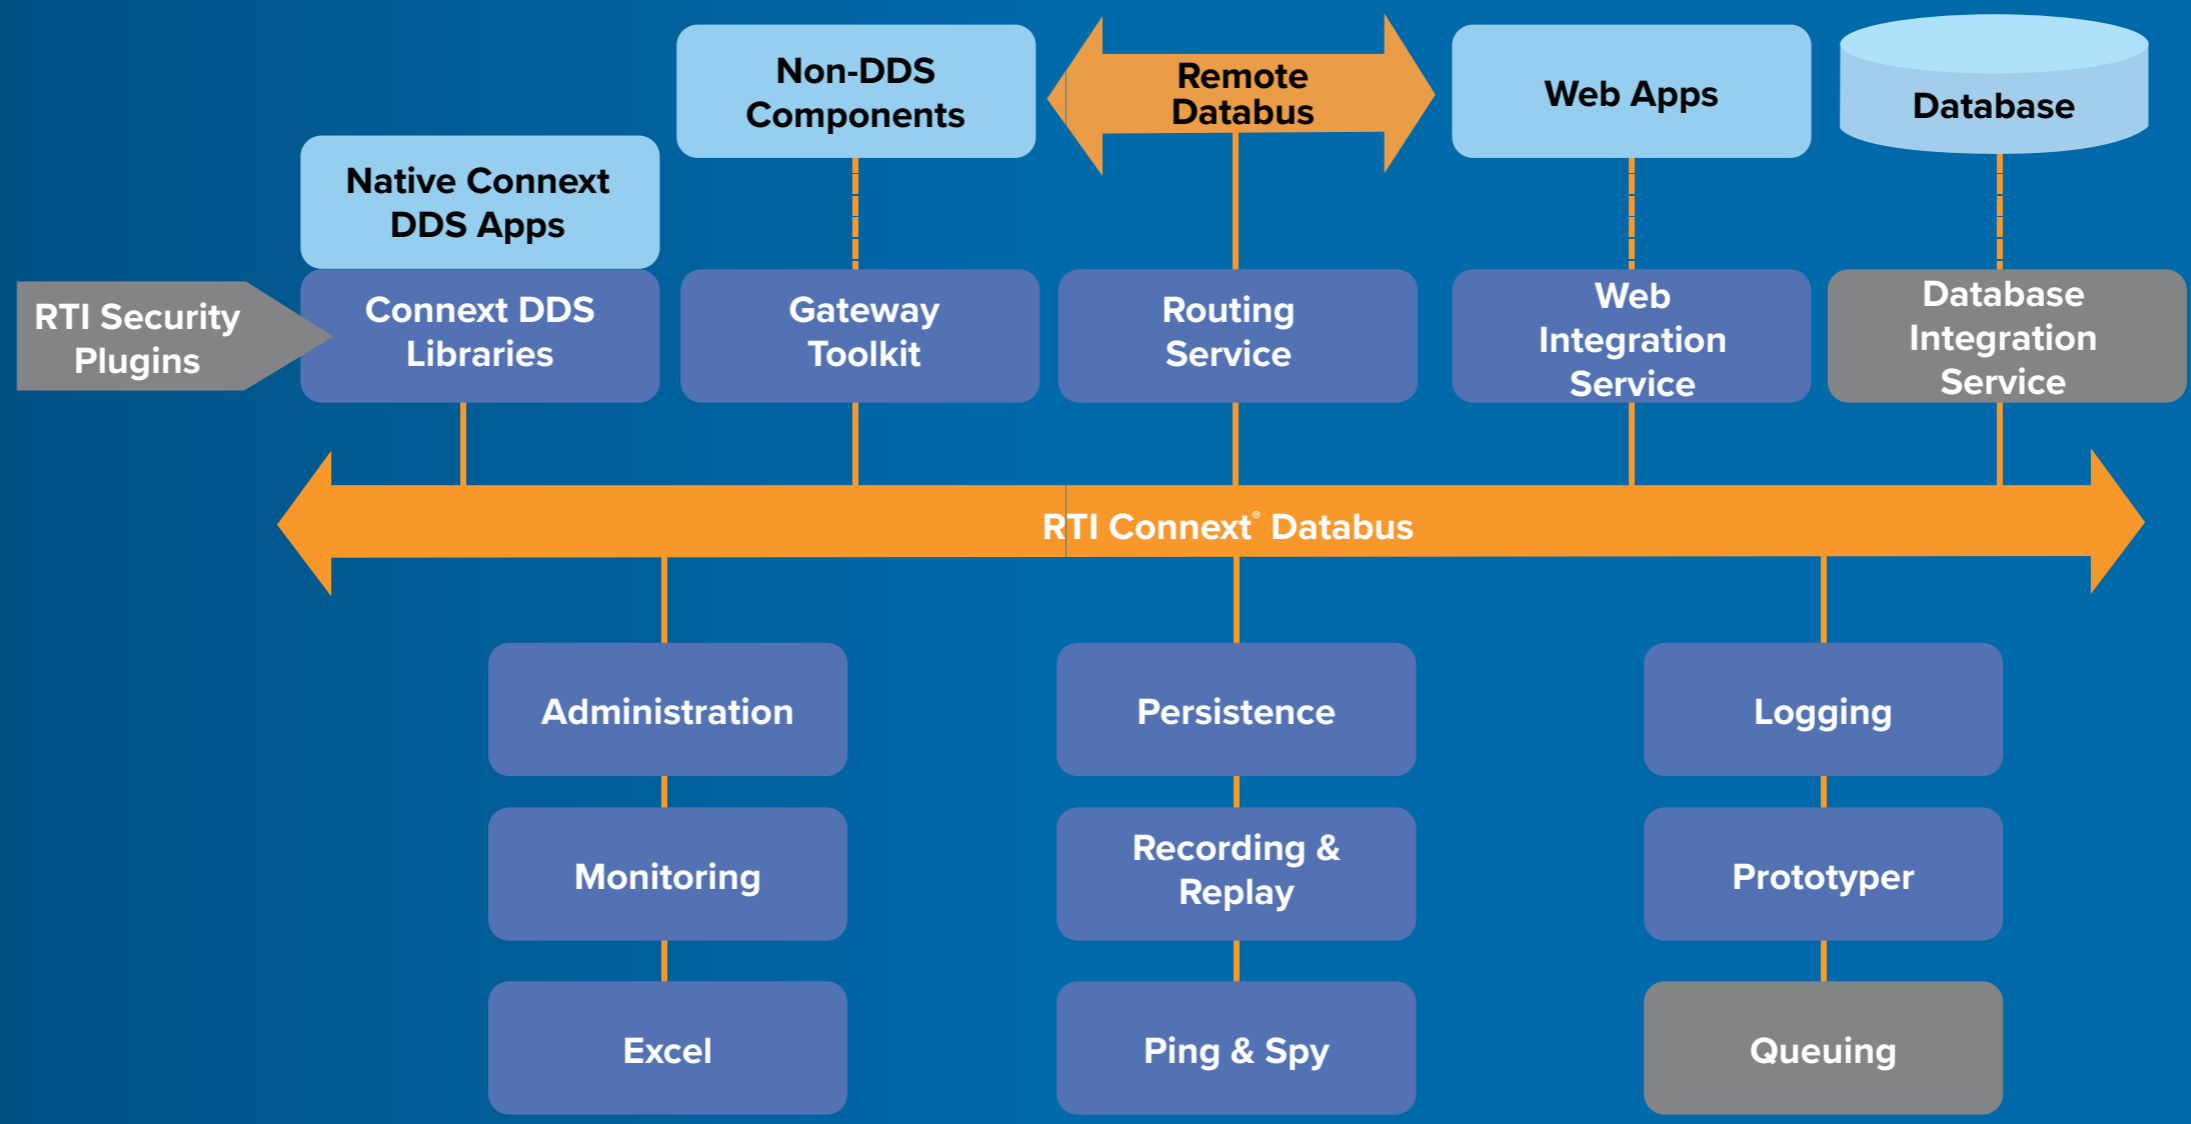 Non-DDS
Components
Remote
Databus
Web Apps
Database
Native Connext
DDS Apps
RTI Security
Plugins
Connext DDS
Libraries
Gateway
Toolkit
Routing
Service
Web
Integration
Service
Database
Integration
Service
RTI Connext® Databus
Administration
Persistence
Logging
Monitoring
Recording &
Replay
Prototyper
Excel
Ping & Spy
Queuing